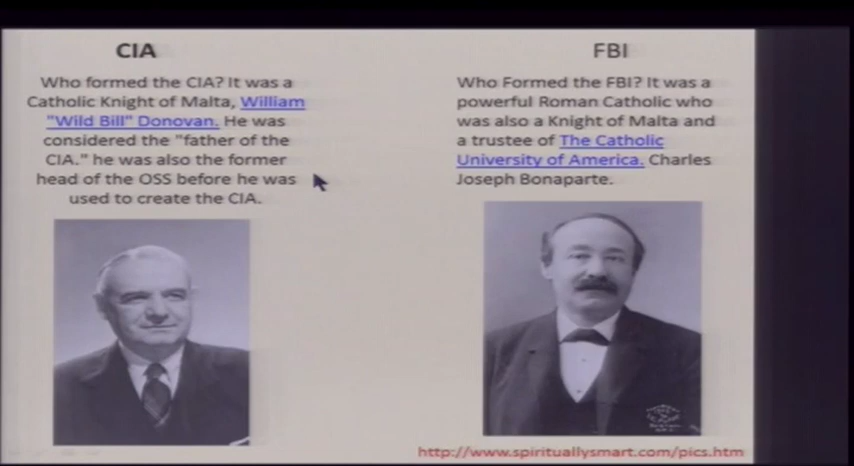 CIA
Who formed the CIA? It was a
Catholic Knight of Malta, William
"Wild Bill" Donovan. He was
considered the "father of the
CIA." he was also the former
head of the OSS before he was
used to create the CIA.
FBI
Who Formed the FBI? It was a
powerful Roman Catholic who
was also a Knight of Malta and
a trustee of The Catholic
University of America. Charles
Joseph Bonaparte.
http://www.spirituallysmart.com/pics.htm